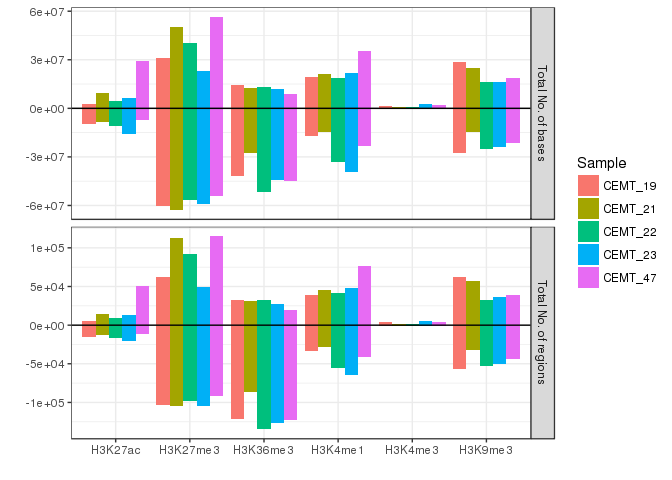 6e+07
3e+07
0e+00
-3e+07
-6e+07
Total No. of bases
1e+05
5e+04
0e+00
-5e+04
-1e+05
Total No. of regions
H3K27ac
H3K27me3
H3K36me3
H3K4me1
H3K4me3
H3K9me3
Sample
CEMT_19
CEMT_21
CEMT_22
CEMT_23
CEMT_47